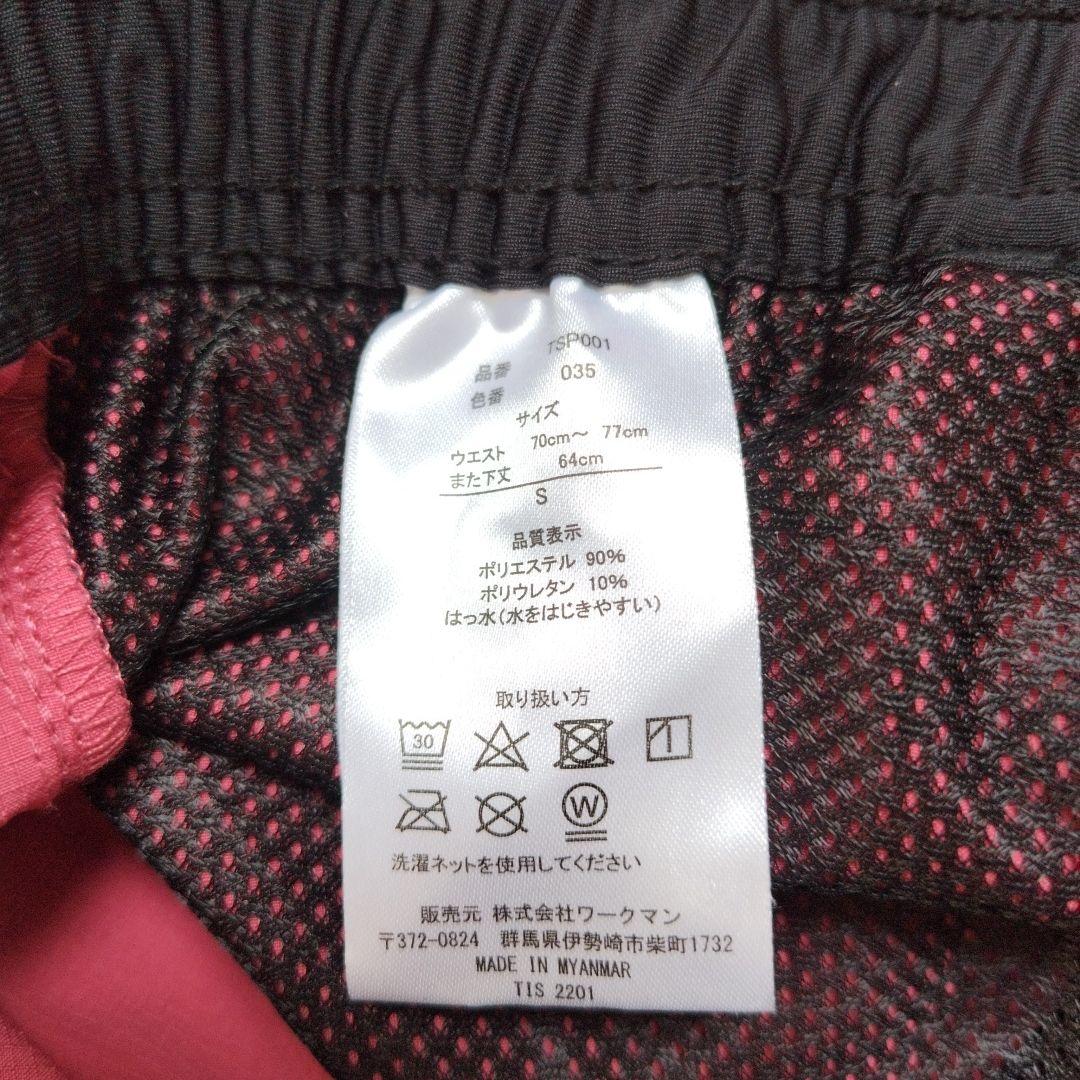 品番 TSP001
色番 035
サイズ
ウエスト 70cm～ 77cm
また下丈 64cm
S
品質表示
ポリエステル 90%
ポリウレタン 10%
はっ水(水をはじきやすい)
取り扱い方
30
W
洗濯ネットを使用してください
販売元 株式会社ワークマン
〒372-0824 群馬県伊勢崎市柴町1732
MADE IN MYANMAR
TIS 2201